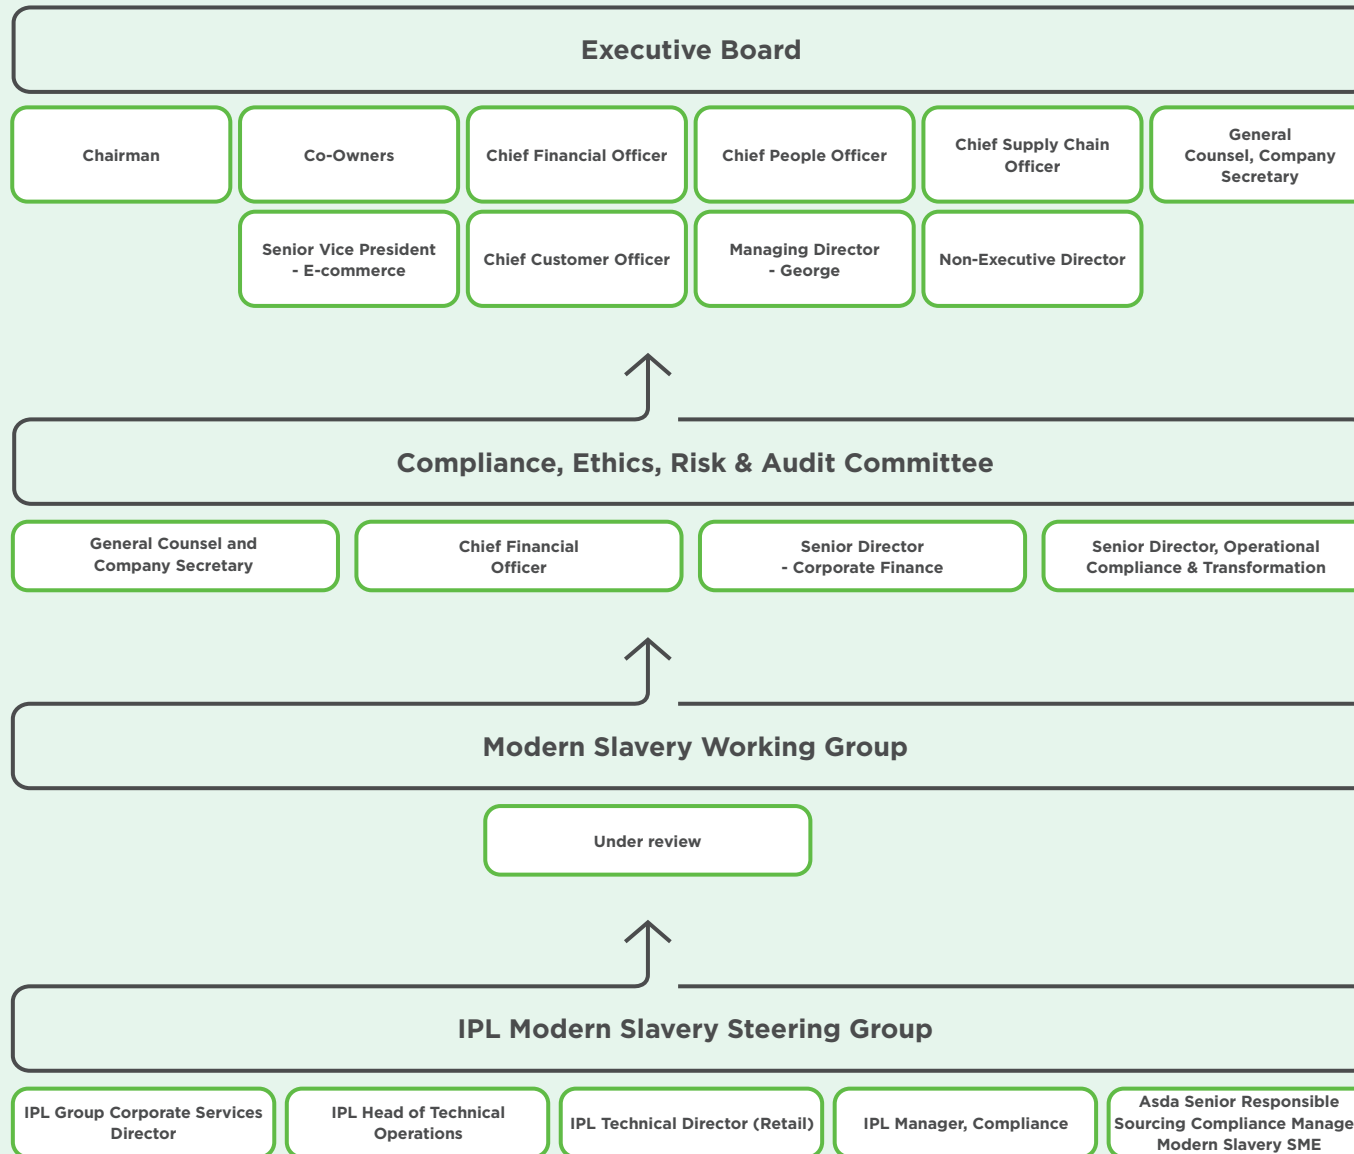 Executive Board
Chairman
Co-Owners
Chief Financial Officer
Chief People Officer
Chief Supply Chain
Officer
General
Counsel, Company
Secretary
Senior Vice President
- E-commerce
Chief Customer Officer
Managing Director
- George
Non-Executive Director
Compliance, Ethics, Risk & Audit Committee
General Counsel and
Company Secretary
Chief Financial
Officer
Senior Director
- Corporate Finance
Senior Director, Operational
Compliance & Transformation
Modern Slavery Working Group
Under review
IPL Modern Slavery Steering Group
IPL Group Corporate Services
Director
IPL Head of Technical
Operations
IPL Technical Director (Retail)
IPL Manager, Compliance
Asda Senior Responsible
Sourcing Compliance Manage
Modern Slavery SME